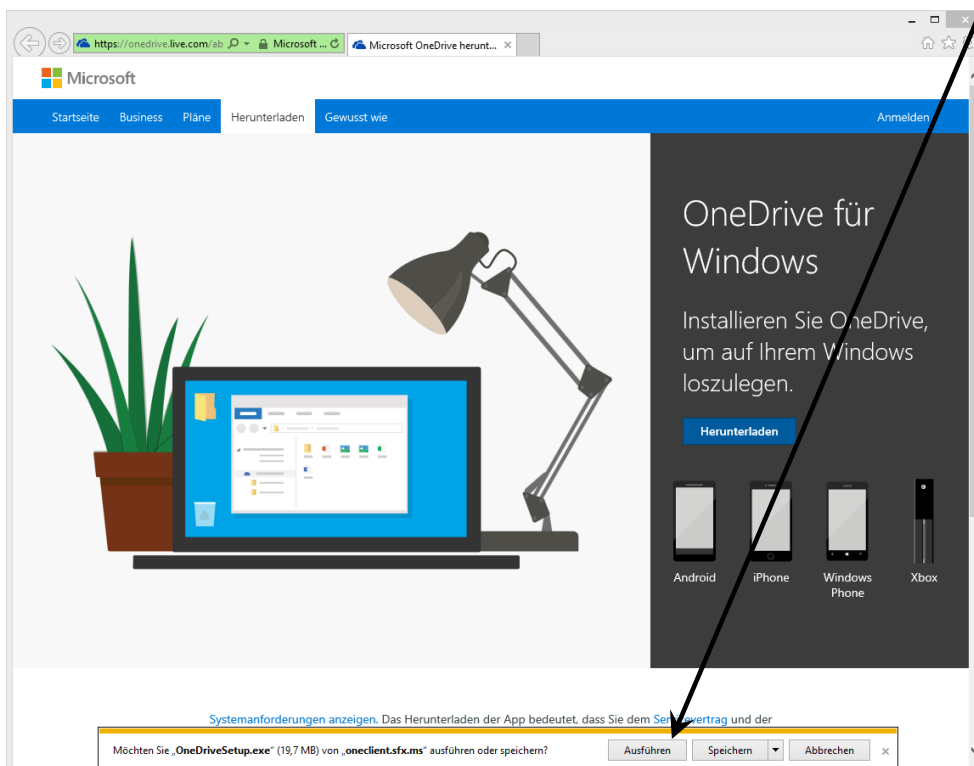 https://onedrive.live.com/ab
Microsoft ...
Microsoft OneDrive herunt...
Microsoft
Startseite Business Pläne Herunterladen Gewusst wie Anmelden
OneDrive für
Windows
Installieren Sie OneDrive,
um auf Ihrem Windows
loszulegen.
Herunterladen
Android iPhone Windows Phone Xbox
Systemanforderungen anzeigen. Das Herunterladen der App bedeutet, dass Sie dem Servicevertrag und der
Möchten Sie „OneDriveSetup.exe“ (19,7 MB) von „oneclient.sfx.ms“ ausführen oder speichern?
Ausführen Speichern Abbrechen